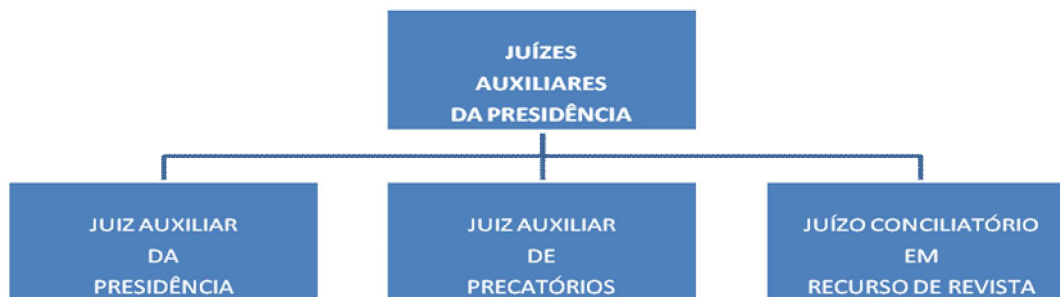 JUÍZES
AUXILIARES
DA PRESIDÊNCIA
JUIZ AUXILIAR
DA
PRESIDÊNCIA
JUIZ AUXILIAR
DE
PRECATÓRIOS
JUÍZO CONCILIATÓRIO
EM
RECURSO DE REVISTA